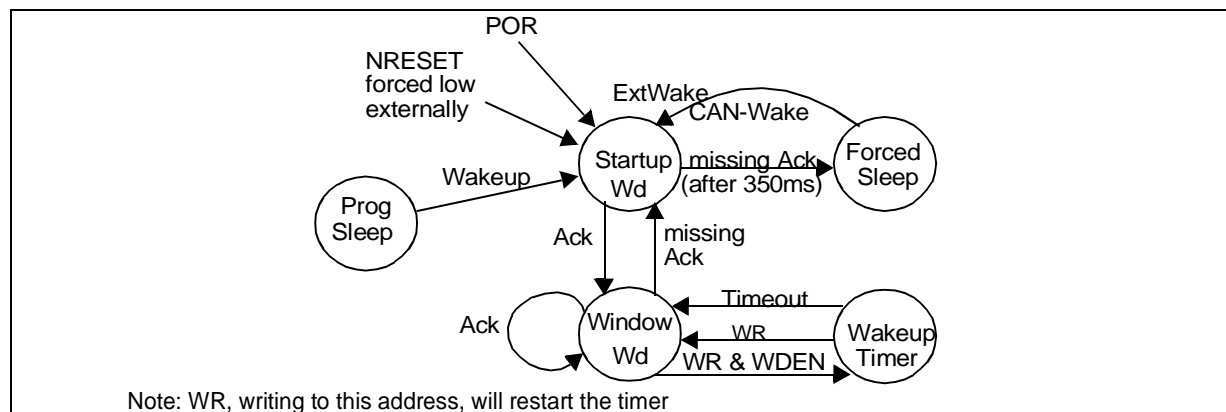 POR
NRESET
forced low
externally
ExtWake
CAN-Wake
Startup
Wd
missing Ack
(after 350ms)
Forced
Sleep
Wakeup
Prog
Sleep
Ack
missing
Ack
Ack
Window
Wd
Timeout
WR
WR & WDEN
Wakeup
Timer
Note: WR, writing to this address, will restart the timer